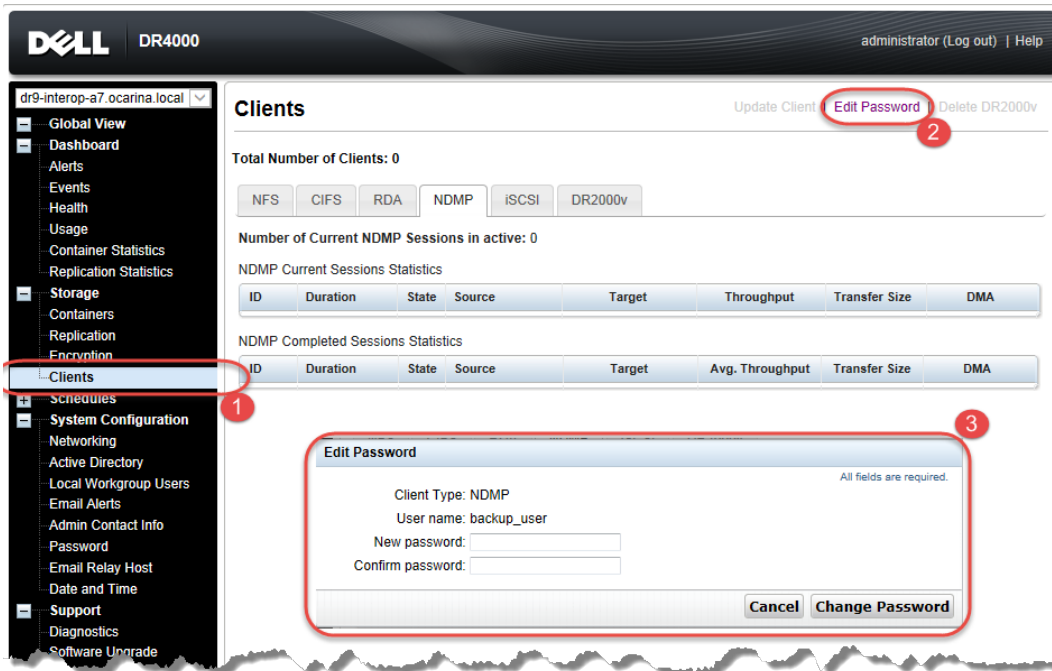 DELL DR4000
administrator (Log out) | Help
dr9-interop-a7.ocarina.local
Global View
Dashboard
Alerts
Events
Health
Usage
Container Statistics
Replication Statistics
Storage
Containers
Replication
Encryption
Clients
1
Schedules
System Configuration
Networking
Active Directory
Local Workgroup Users
Email Alerts
Admin Contact Info
Password
Email Relay Host
Date and Time
Support
Diagnostics
Software Upgrade
Clients
Update Client | Edit Password | Delete DR2000v
2
Total Number of Clients: 0
NFS CIFS RDA NDMP iSCSI DR2000v
Number of Current NDMP Sessions in active: 0
NDMP Current Sessions Statistics
ID Duration State Source Target Throughput Transfer Size DMA
NDMP Completed Sessions Statistics
ID Duration State Source Target Avg. Throughput Transfer Size DMA
3
Edit Password
All fields are required.
Client Type: NDMP
User name: backup_user
New password:
Confirm password:
Cancel Change Password